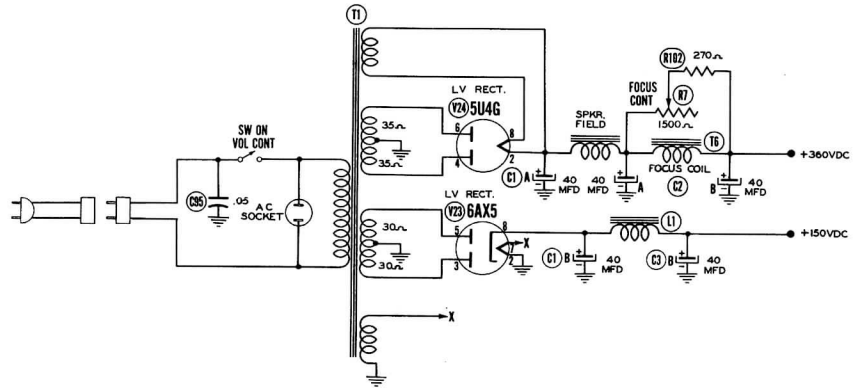 T1
R102 270Ω
LV RECT.
V24 5U4G
6
4
8
2
35Ω
35Ω
SPKR.
FIELD
FOCUS
CONT
R7
1500Ω
T6
FOCUS COIL
C2
+360VDC
SW ON
VOL CONT
C1 A
40
MFD
40
MFD
A
B
40
MFD
C95 .05
AC
SOCKET
LV RECT.
V23 6AX5
5
3
8
7
2
X
30Ω
30Ω
L1
+150VDC
C1 B
40
MFD
C3 B
40
MFD
X